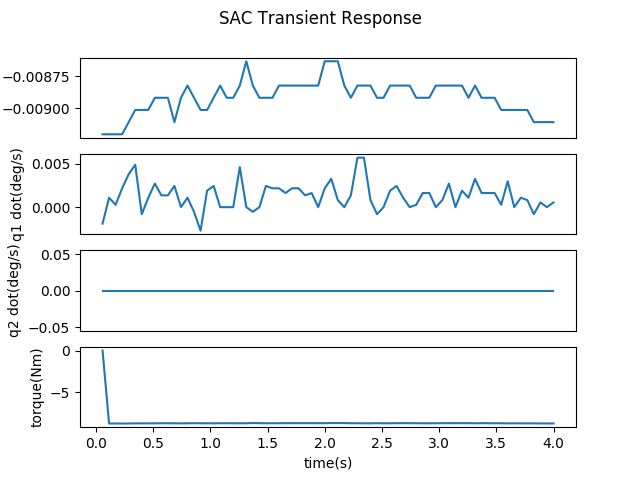 SAC Transient Response
−0.00875
−0.00900
0.005
0.000
q1 dot(deg/s)
0.05
0.00
−0.05
q2 dot(deg/s)
0
−5
torque(Nm)
0.0 0.5 1.0 1.5 2.0 2.5 3.0 3.5 4.0
time(s)